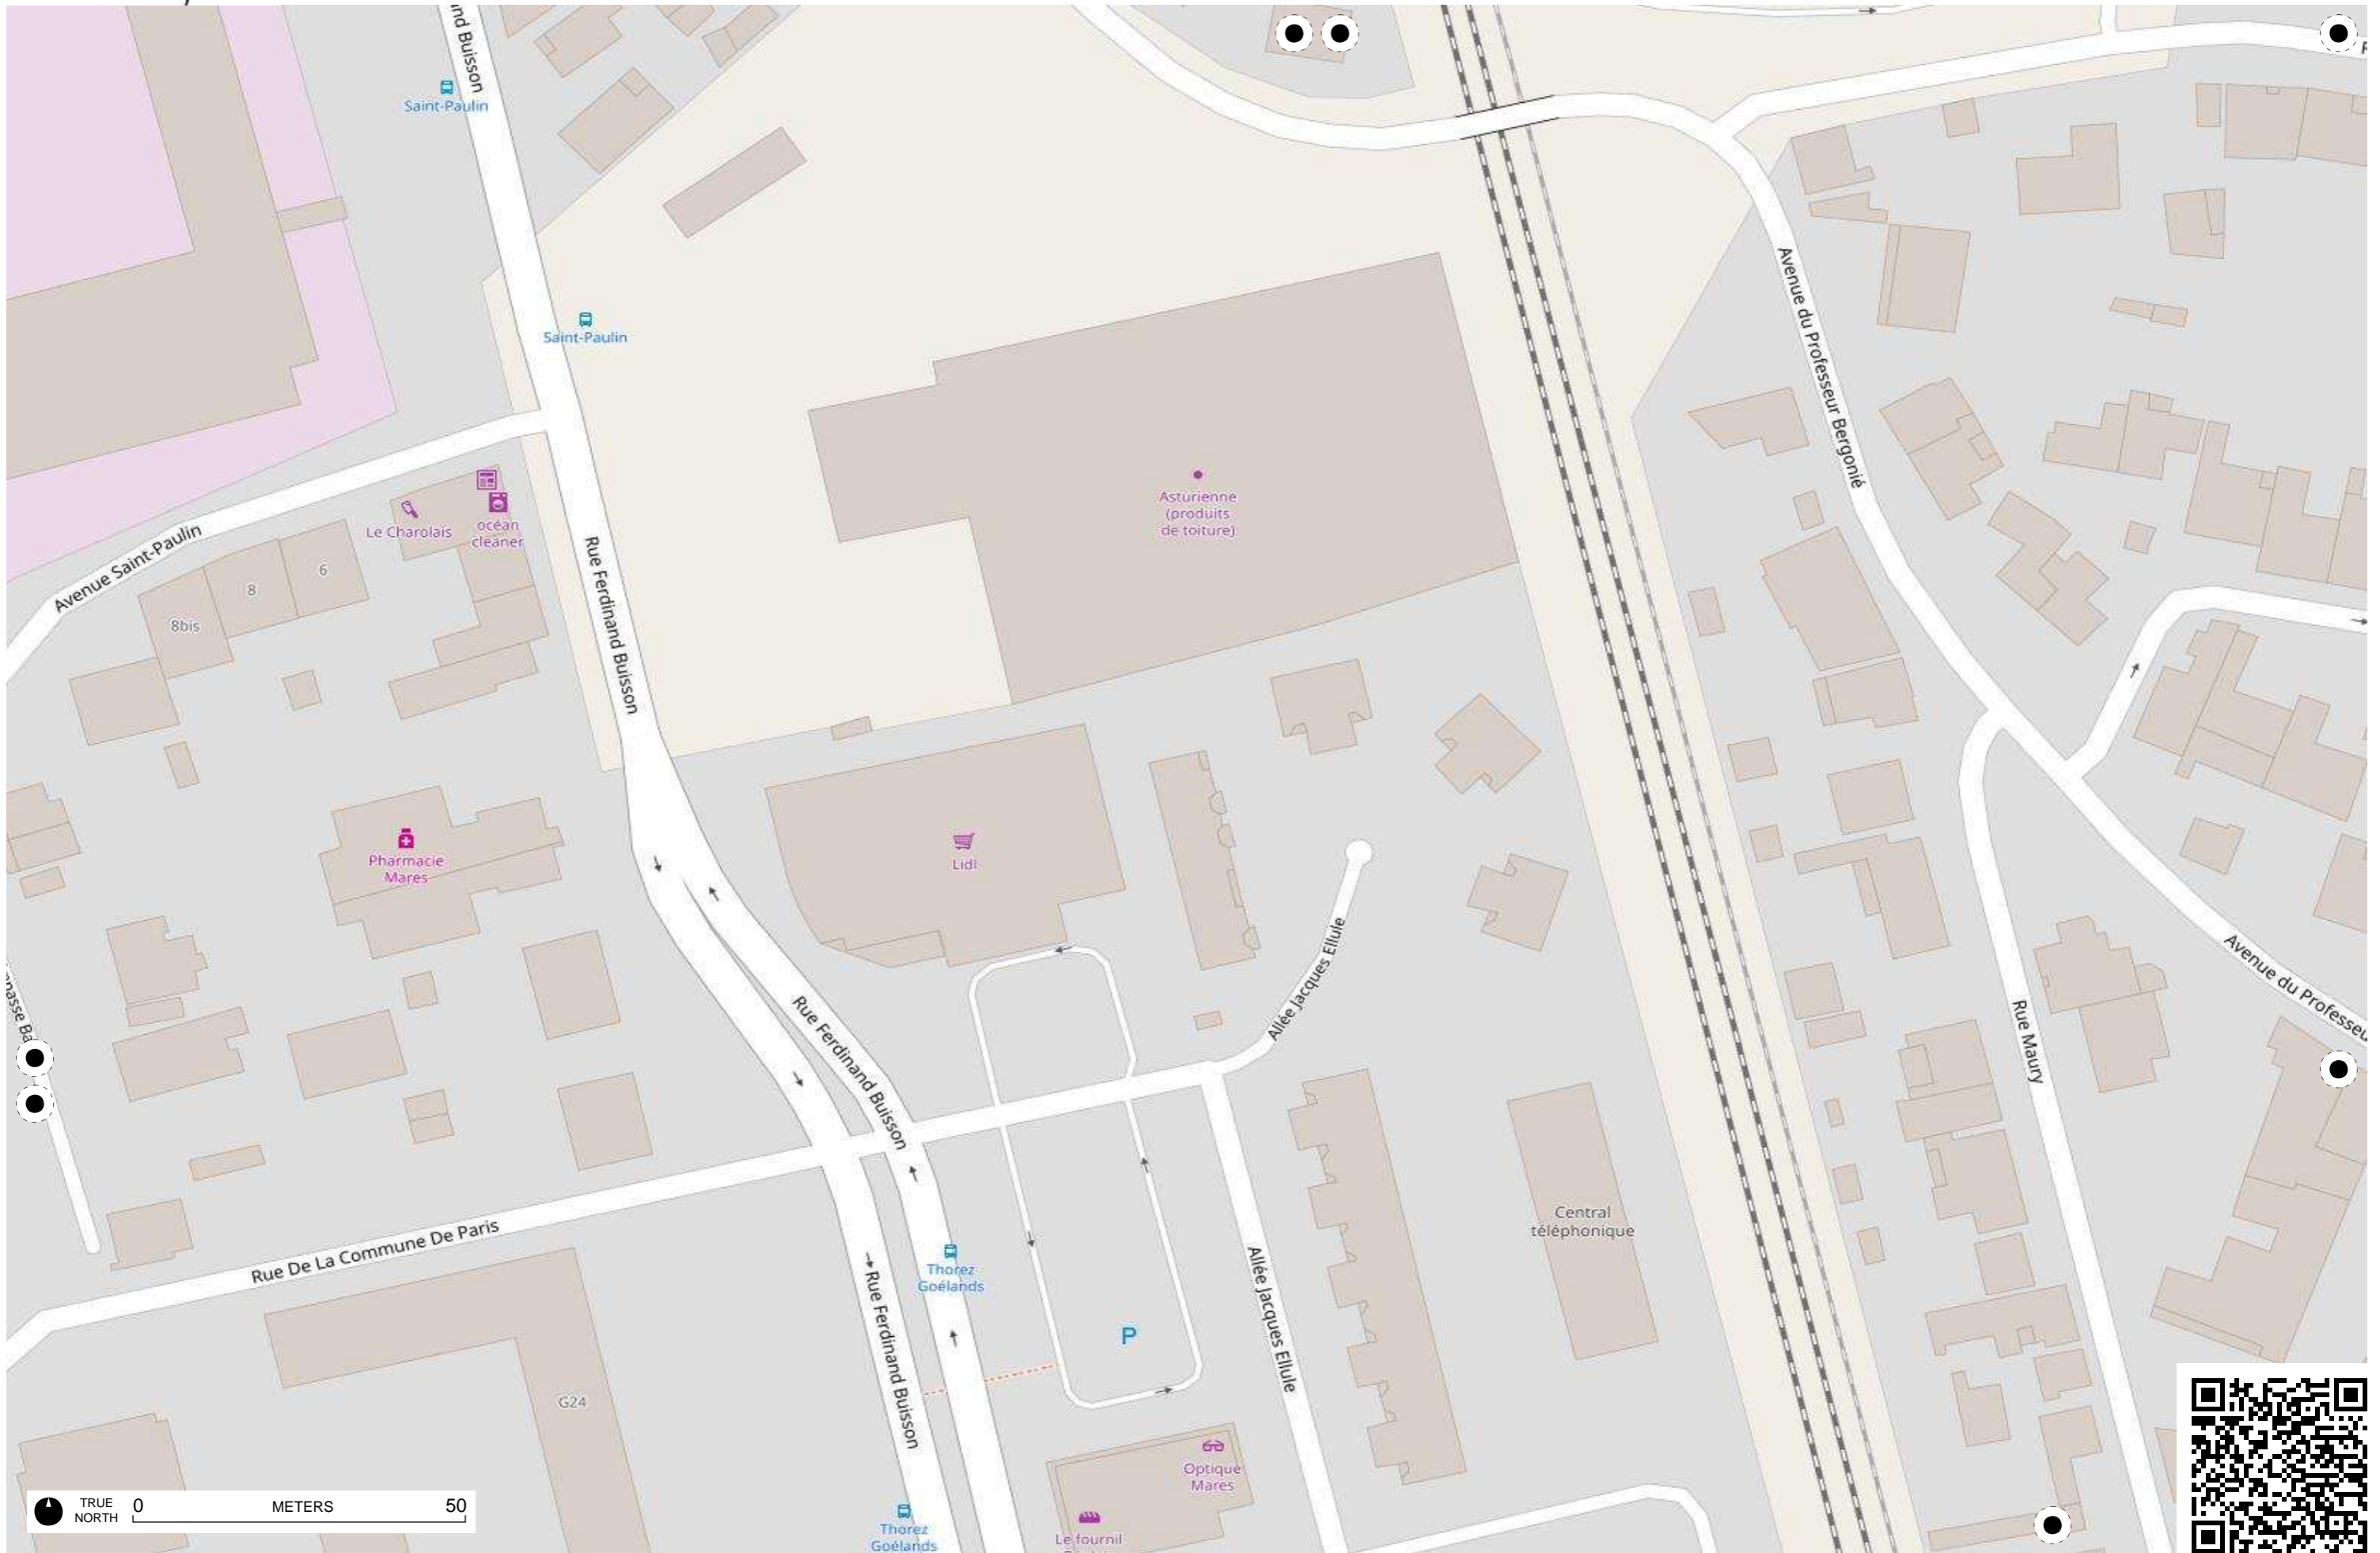 nd Buisson
Saint-Paulin
Saint-Paulin
Avenue du Professeur Bergonié
Asturienne
(produits
de toiture)
Le Charolais
océan
cleaner
Avenue Saint-Paulin
6
8
8bis
Rue Ferdinand Buisson
Pharmacie
Mares
Lidl
Allée Jacques Ellule
Avenue du Professeu
Rue Ferdinand Buisson
Rue Maury
passe Ba
Central
téléphonique
Rue De La Commune De Paris
Thorez
Goélands
Allée Jacques Ellule
Rue Ferdinand Buisson
P
G24
Optique
Mares
Thorez
Goélands
Le fournil
TRUE
NORTH
0 METERS 50